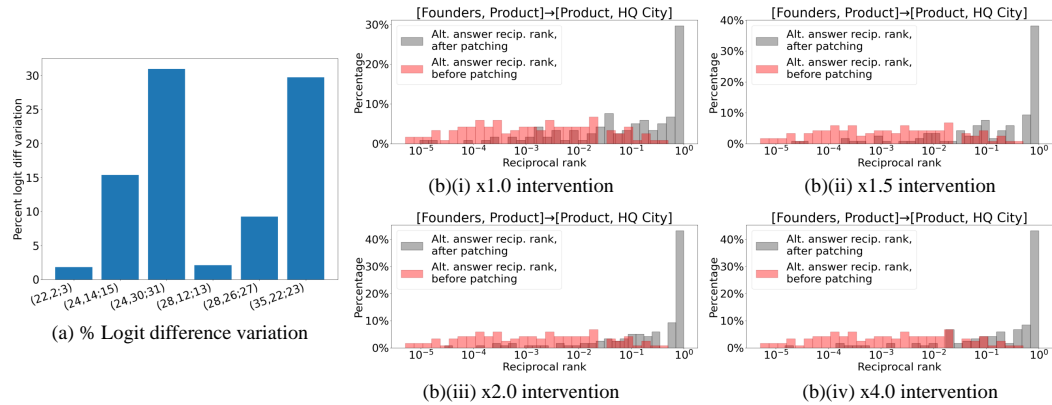 Percent logit diff variation
30
25
20
15
10
5
0
(22,2;3)
(24,14;15)
(24,30;31)
(28,12;13)
(28,26;27)
(35,22;23)
(a) % Logit difference variation
[Founders, Product]→[Product, HQ City]
Percentage
30%
20%
10%
0%
Alt. answer recip. rank,
after patching
Alt. answer recip. rank,
before patching
10⁻⁵ 10⁻⁴ 10⁻³ 10⁻² 10⁻¹ 10⁰
Reciprocal rank
(b)(i) x1.0 intervention
[Founders, Product]→[Product, HQ City]
Percentage
40%
30%
20%
10%
0%
Alt. answer recip. rank,
after patching
Alt. answer recip. rank,
before patching
10⁻⁵ 10⁻⁴ 10⁻³ 10⁻² 10⁻¹ 10⁰
Reciprocal rank
(b)(ii) x1.5 intervention
[Founders, Product]→[Product, HQ City]
Percentage
40%
30%
20%
10%
0%
Alt. answer recip. rank,
after patching
Alt. answer recip. rank,
before patching
10⁻⁵ 10⁻⁴ 10⁻³ 10⁻² 10⁻¹ 10⁰
Reciprocal rank
(b)(iii) x2.0 intervention
[Founders, Product]→[Product, HQ City]
Percentage
40%
30%
20%
10%
0%
Alt. answer recip. rank,
after patching
Alt. answer recip. rank,
before patching
10⁻⁵ 10⁻⁴ 10⁻³ 10⁻² 10⁻¹ 10⁰
Reciprocal rank
(b)(iv) x4.0 intervention